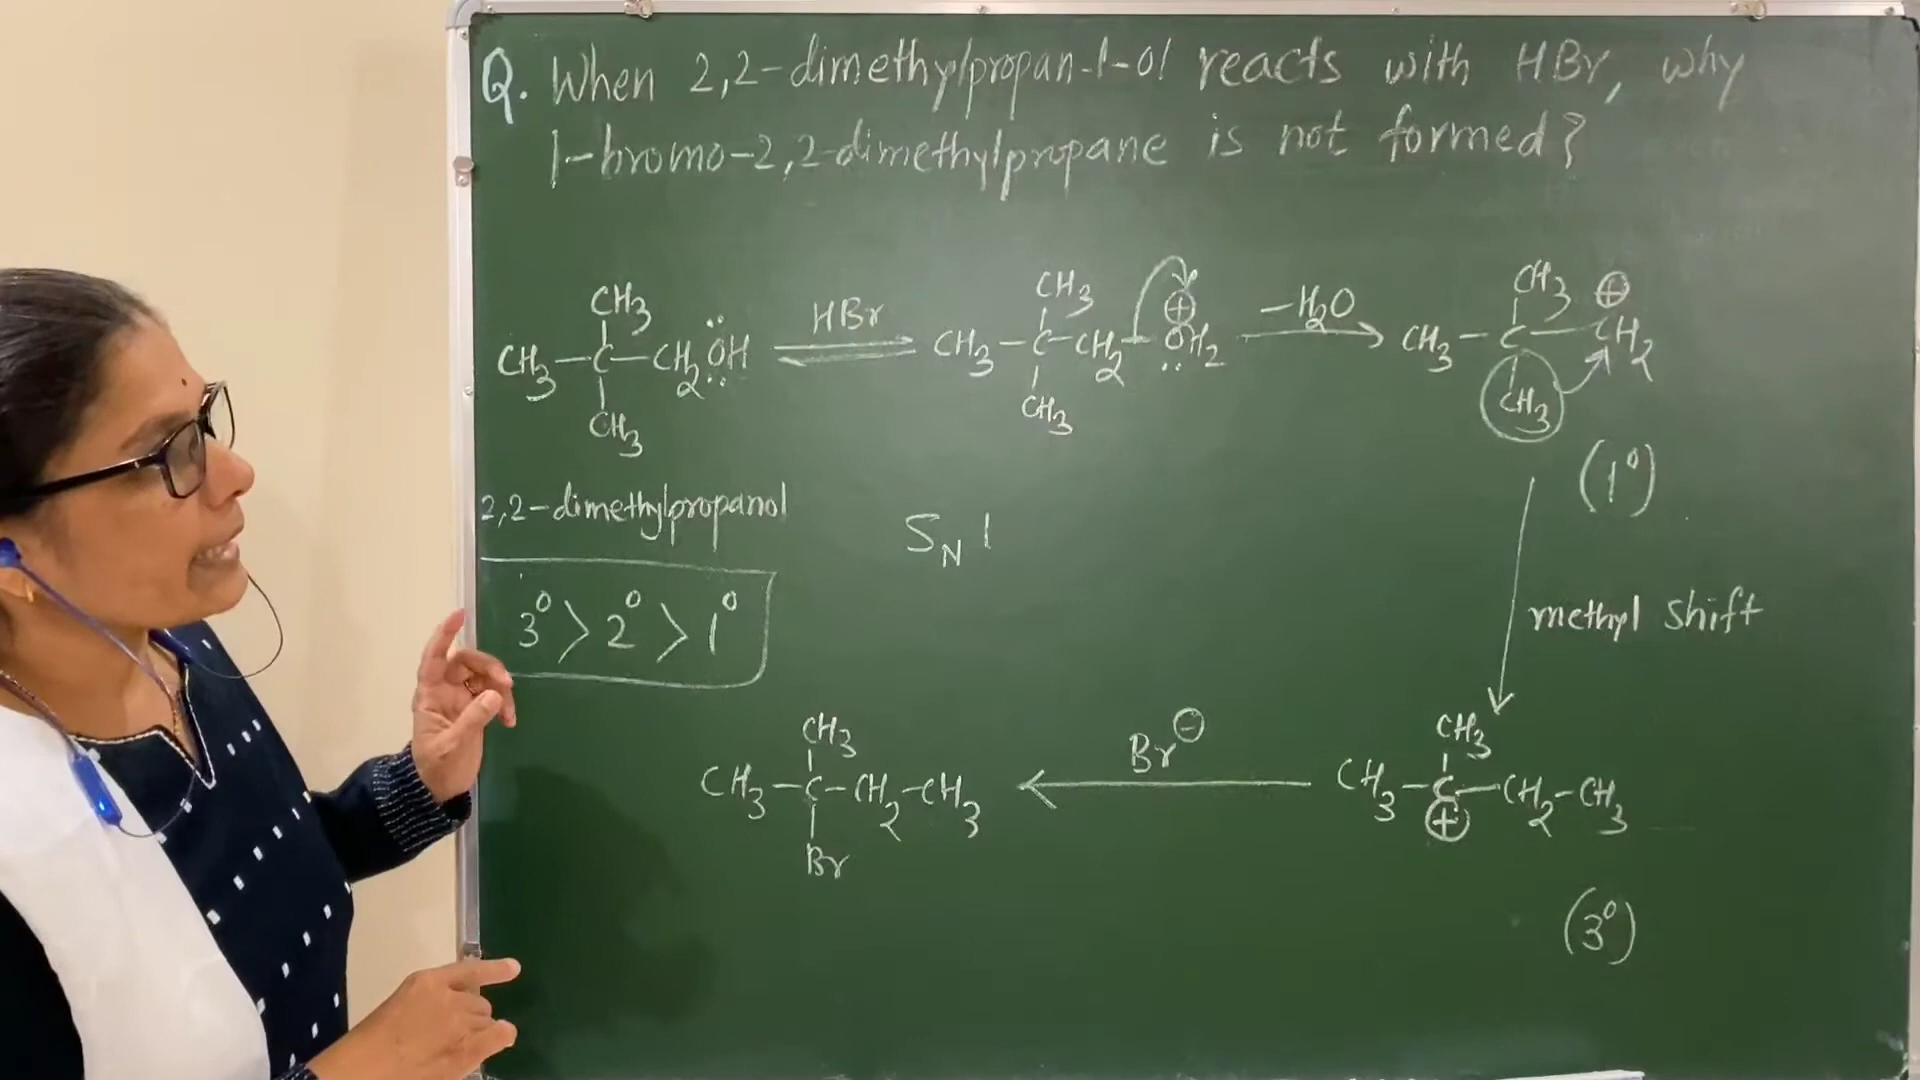 Q. When 2,2-dimethylpropan-1-ol reacts with HBr, why
1-bromo-2,2-dimethylpropane is not formed?
CH3 CH3 CH3 ⊕
HBr ⊕ -H2O
CH3-C-CH2ÖH CH3-C-CH2-OH2 CH3-C-CH2
CH3 CH3 CH3
(1°)
2,2-dimethylpropanol
SN1
3° > 2° > 1°
methyl shift
CH3 Br⊖ CH3
CH3-C-CH2-CH3 CH3-C-CH2-CH3
Br ⊕
(3°)